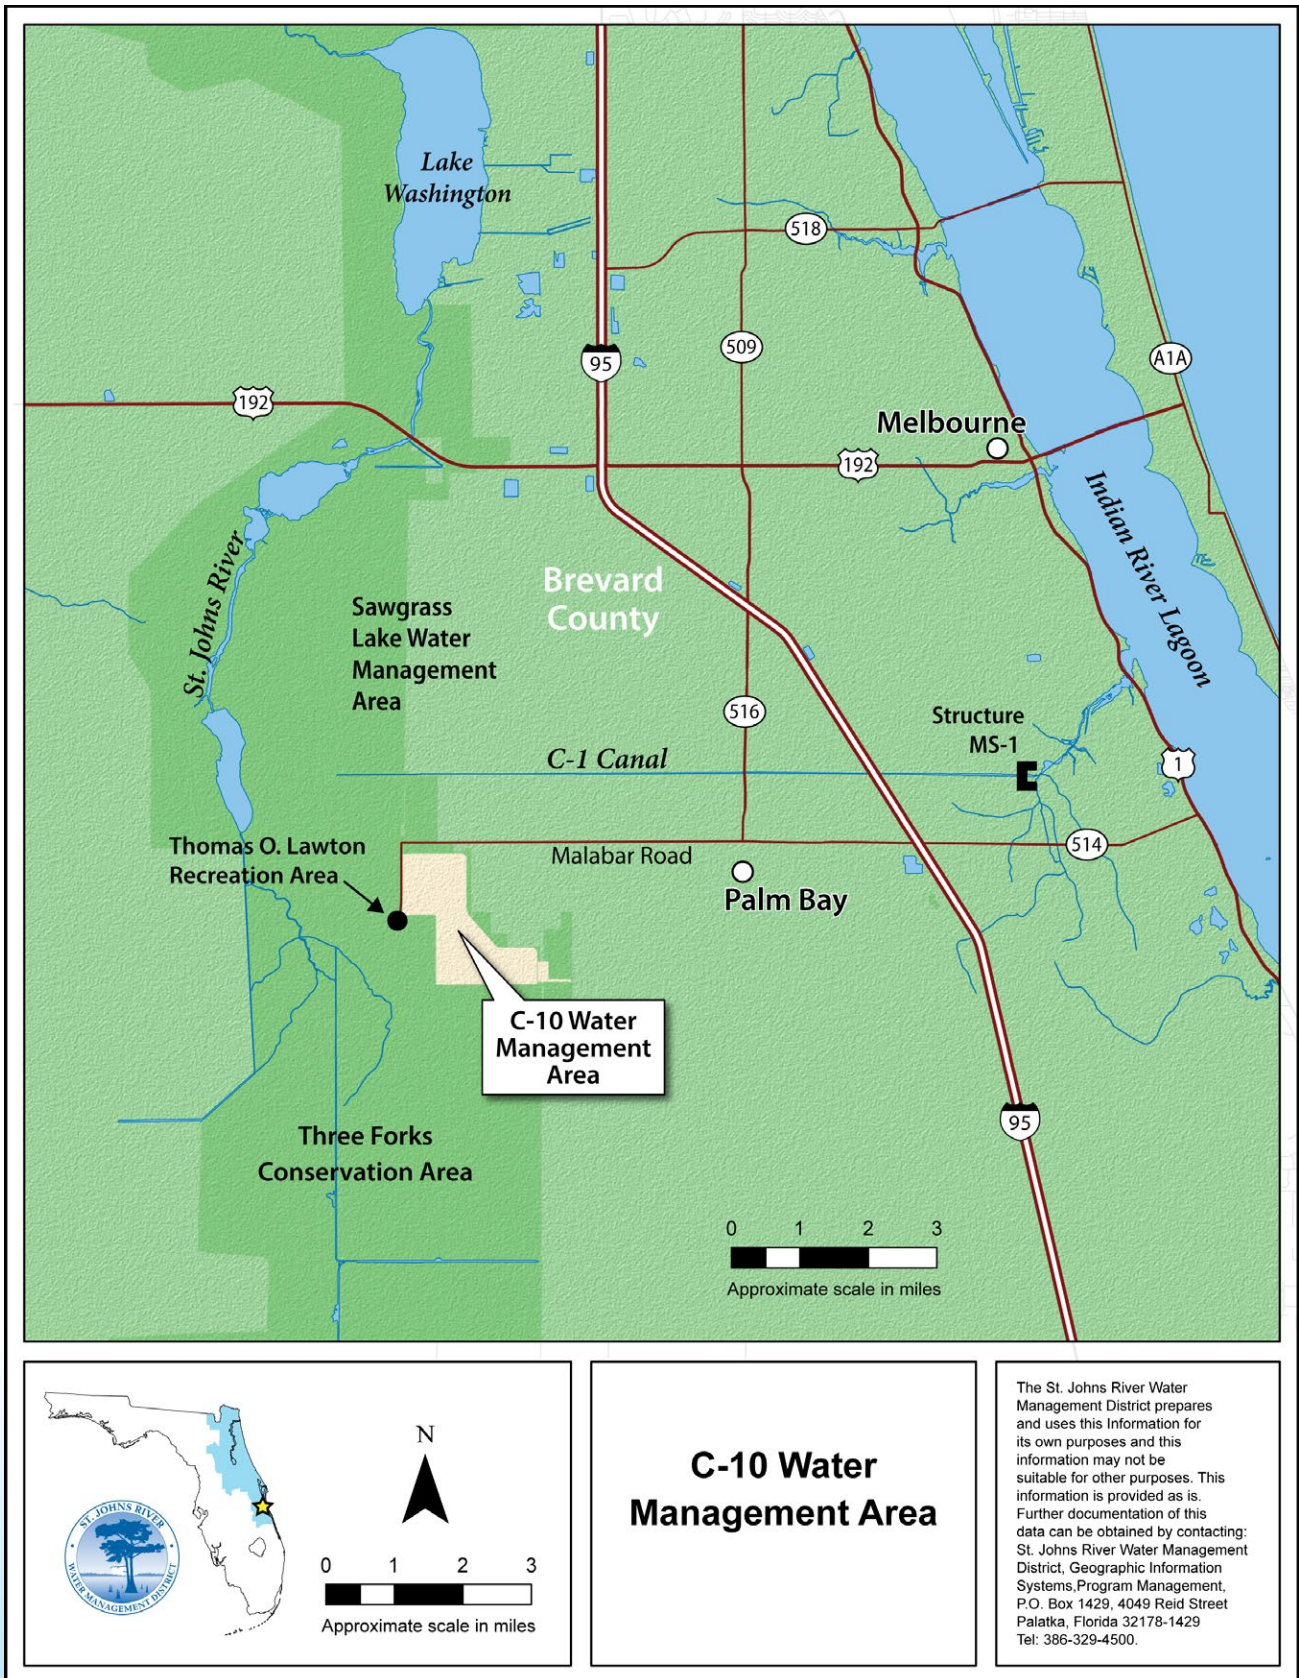 Lake
Washington
518
95
509
A1A
192
Melbourne
192
Indian River Lagoon
St. Johns River
Brevard
County
Sawgrass
Lake Water
Management
Area
516
Structure
MS-1
C-1 Canal
1
Thomas O. Lawton
Recreation Area
Malabar Road
514
Palm Bay
C-10 Water
Management
Area
95
Three Forks
Conservation Area
0 1 2 3
Approximate scale in miles
ST. JOHNS RIVER
WATER MANAGEMENT DISTRICT
N
0 1 2 3
Approximate scale in miles
C-10 Water
Management Area
The St. Johns River Water
Management District prepares
and uses this Information for
its own purposes and this
information may not be
suitable for other purposes. This
information is provided as is.
Further documentation of this
data can be obtained by contacting:
St. Johns River Water Management
District, Geographic Information
Systems,Program Management,
P.O. Box 1429, 4049 Reid Street
Palatka, Florida 32178-1429
Tel: 386-329-4500.